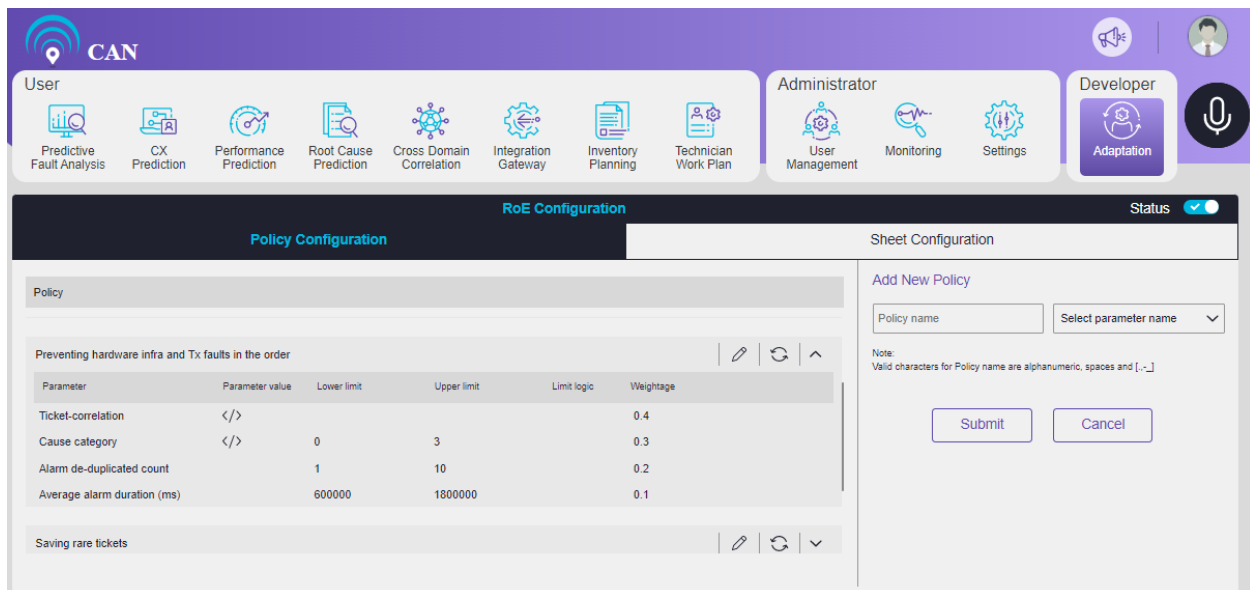 CAN
User
Administrator
Developer
Predictive
Fault Analysis
CX
Prediction
Performance
Prediction
Root Cause
Prediction
Cross Domain
Correlation
Integration
Gateway
Inventory
Planning
Technician
Work Plan
User
Management
Monitoring
Settings
Adaptation
RoE Configuration
Status
Policy Configuration
Sheet Configuration
Policy
Preventing hardware infra and Tx faults in the order
Parameter Parameter value Lower limit Upper limit Limit logic Weightage
Ticket-correlation </> 0.4
Cause category </> 0 3 0.3
Alarm de-duplicated count 1 10 0.2
Average alarm duration (ms) 600000 1800000 0.1
Saving rare tickets
Add New Policy
Policy name
Select parameter name
Note:
Valid characters for Policy name are alphanumeric, spaces and [.,-_]
Submit
Cancel